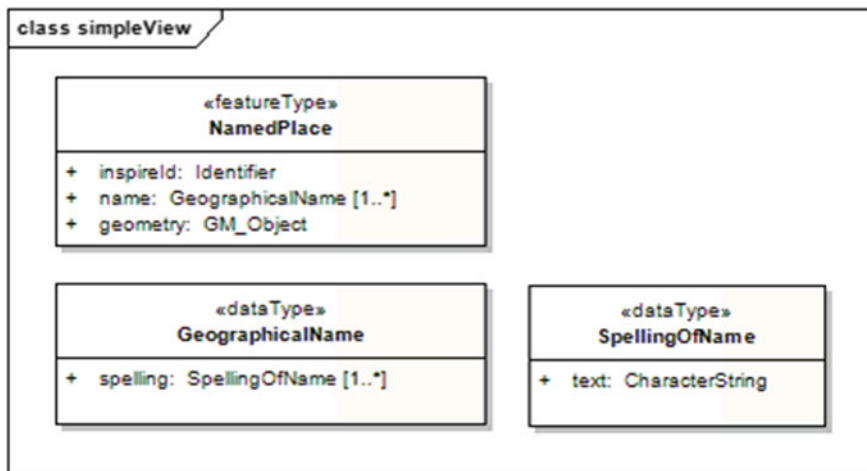 class simpleView
«featureType»
NamedPlace
+ inspireId: Identifier
+ name: GeographicalName [1..*]
+ geometry: GM_Object
«dataType»
GeographicalName
+ spelling: SpellingOfName [1..*]
«dataType»
SpellingOfName
+ text: CharacterString